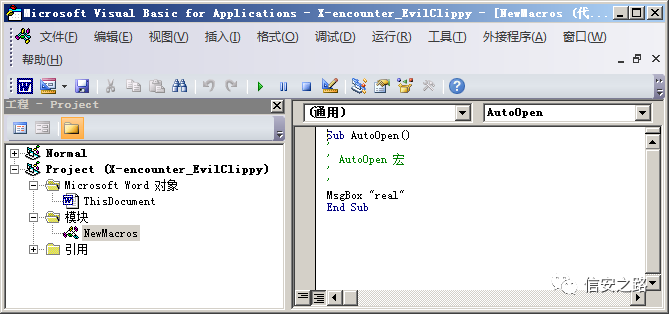 Microsoft Visual Basic for Applications - X-encounter_EvilClippy - [NewMacros (代...
文件(F) 编辑(E) 视图(V) 插入(I) 格式(O) 调试(D) 运行(R) 工具(T) 外接程序(A) 窗口(W)
帮助(H)
工程 - Project
(通用) AutoOpen
Normal
Project (X-encounter_EvilClippy)
Microsoft Word 对象
ThisDocument
模块
NewMacros
引用
Sub AutoOpen()
'
' AutoOpen 宏
'
'
MsgBox "real"
End Sub
信安之路